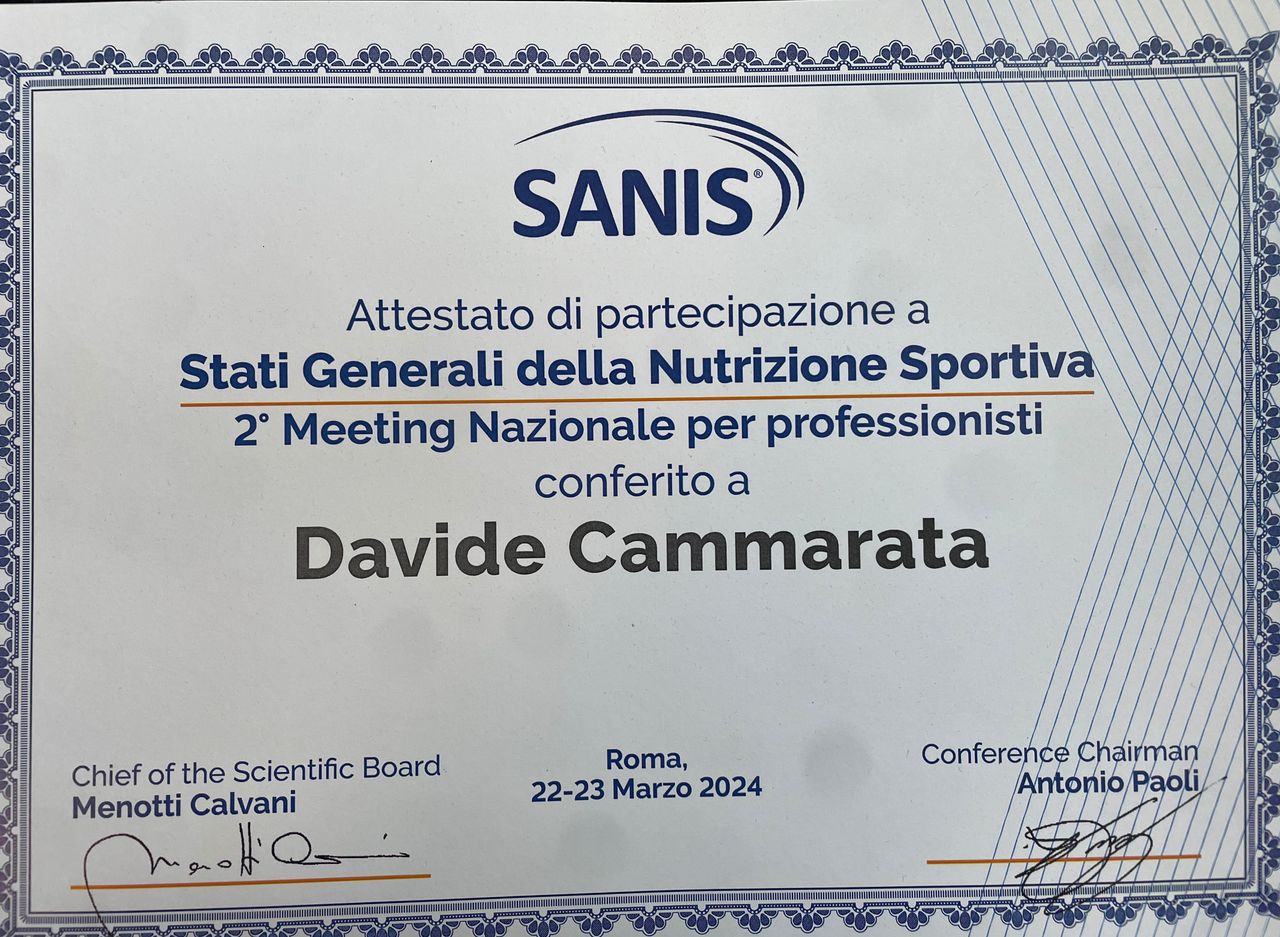 SANIS®
Attestato di partecipazione a
Stati Generali della Nutrizione Sportiva
2° Meeting Nazionale per professionisti
conferito a
Davide Cammarata
Chief of the Scientific Board
Menotti Calvani
Roma,
22-23 Marzo 2024
Conference Chairman
Antonio Paoli